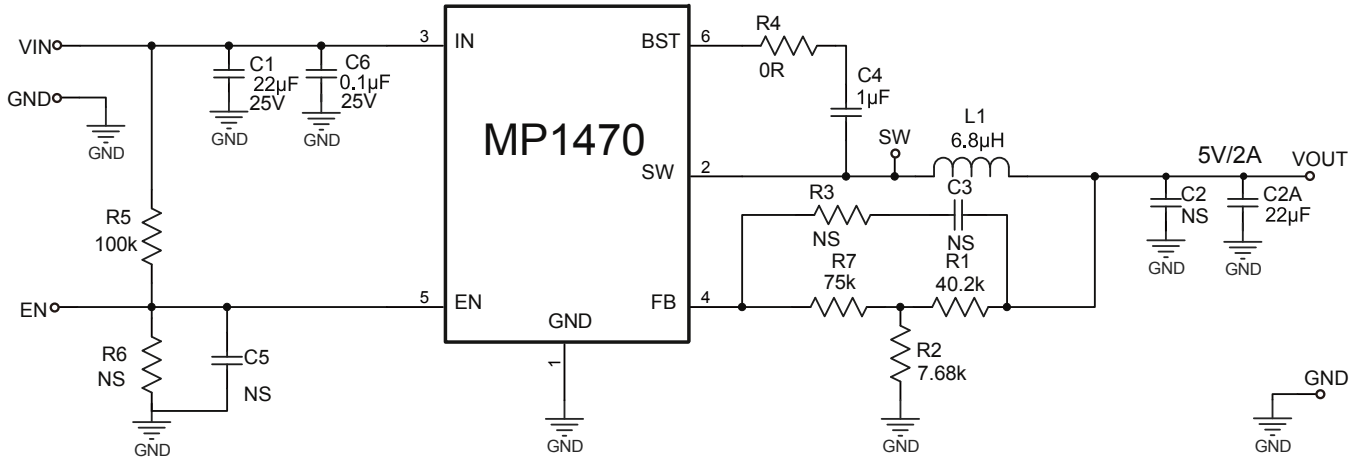 VIN
3
IN
C1
22µF
25V
GND
C6
0.1µF
25V
GND
GND
GND
R5
100k
EN
5
EN
R6
NS
C5
NS
GND
MP1470
GND
1
GND
BST
6
R4
0R
C4
1µF
SW
2
SW
L1
6.8µH
5V/2A
VOUT
C2
NS
GND
C2A
22µF
GND
R3
NS
C3
NS
FB
4
R7
75k
R1
40.2k
R2
7.68k
GND
GND
GND